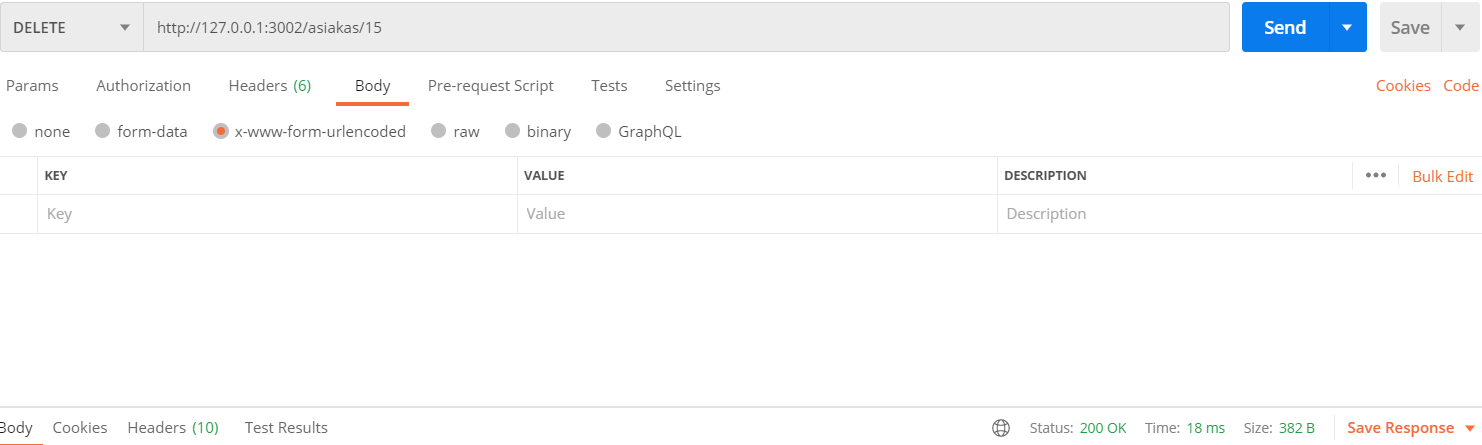 DELETE http://127.0.0.1:3002/asiakas/15 Send Save
Params Authorization Headers (6) Body Pre-request Script Tests Settings Cookies Code
none form-data x-www-form-urlencoded raw binary GraphQL
KEY VALUE DESCRIPTION ••• Bulk Edit
Key Value Description
Body Cookies Headers (10) Test Results Status: 200 OK Time: 18 ms Size: 382 B Save Response